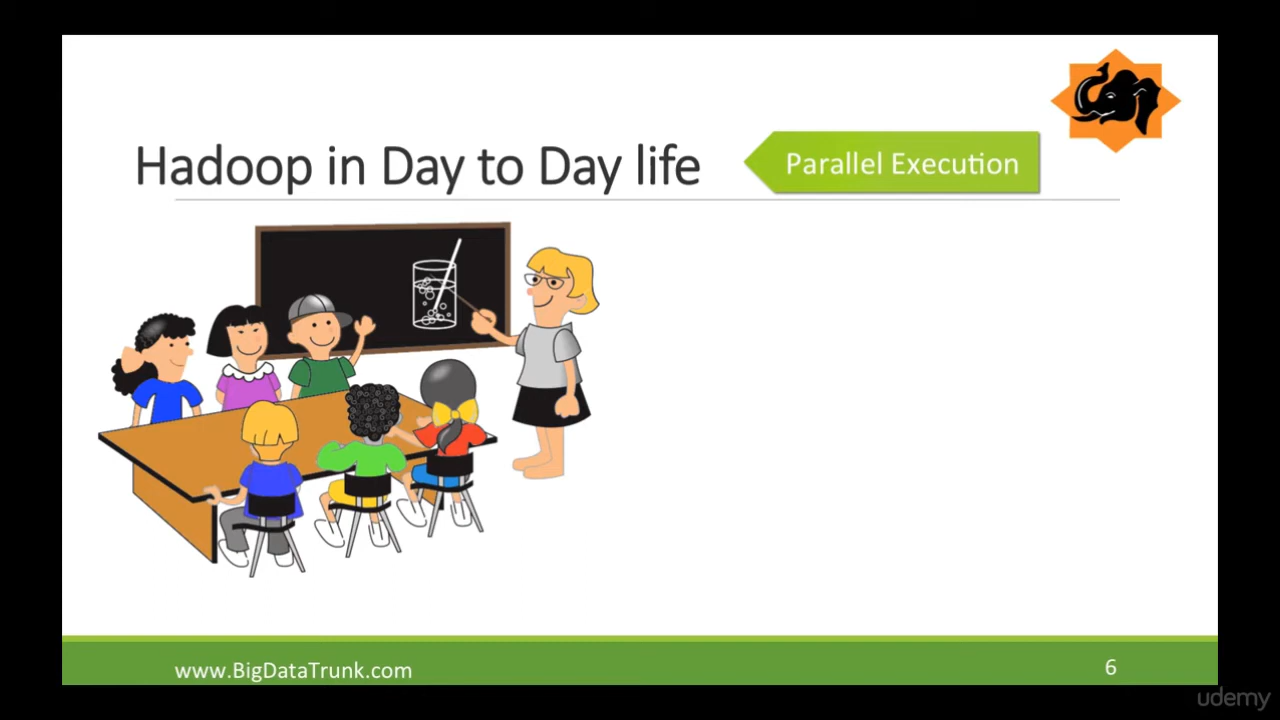 Hadoop in Day to Day life
Parallel Execution
www.BigDataTrunk.com
6
udemy